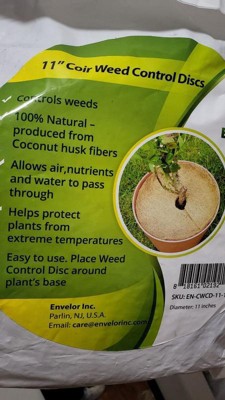 11" Coir Weed Control Discs
Controls weeds
100% Natural –
produced from
Coconut husk fibers
Allows air,nutrients
and water to pass
through
Helps protect
plants from
extreme temperatures
Easy to use. Place Weed
Control Disc around
plant's base
Envelor Inc.
Parlin, NJ, U.S.A.
Email: care@envelorinc.com
SKU: EN-CWCD-11-
Diameter: 11 inches